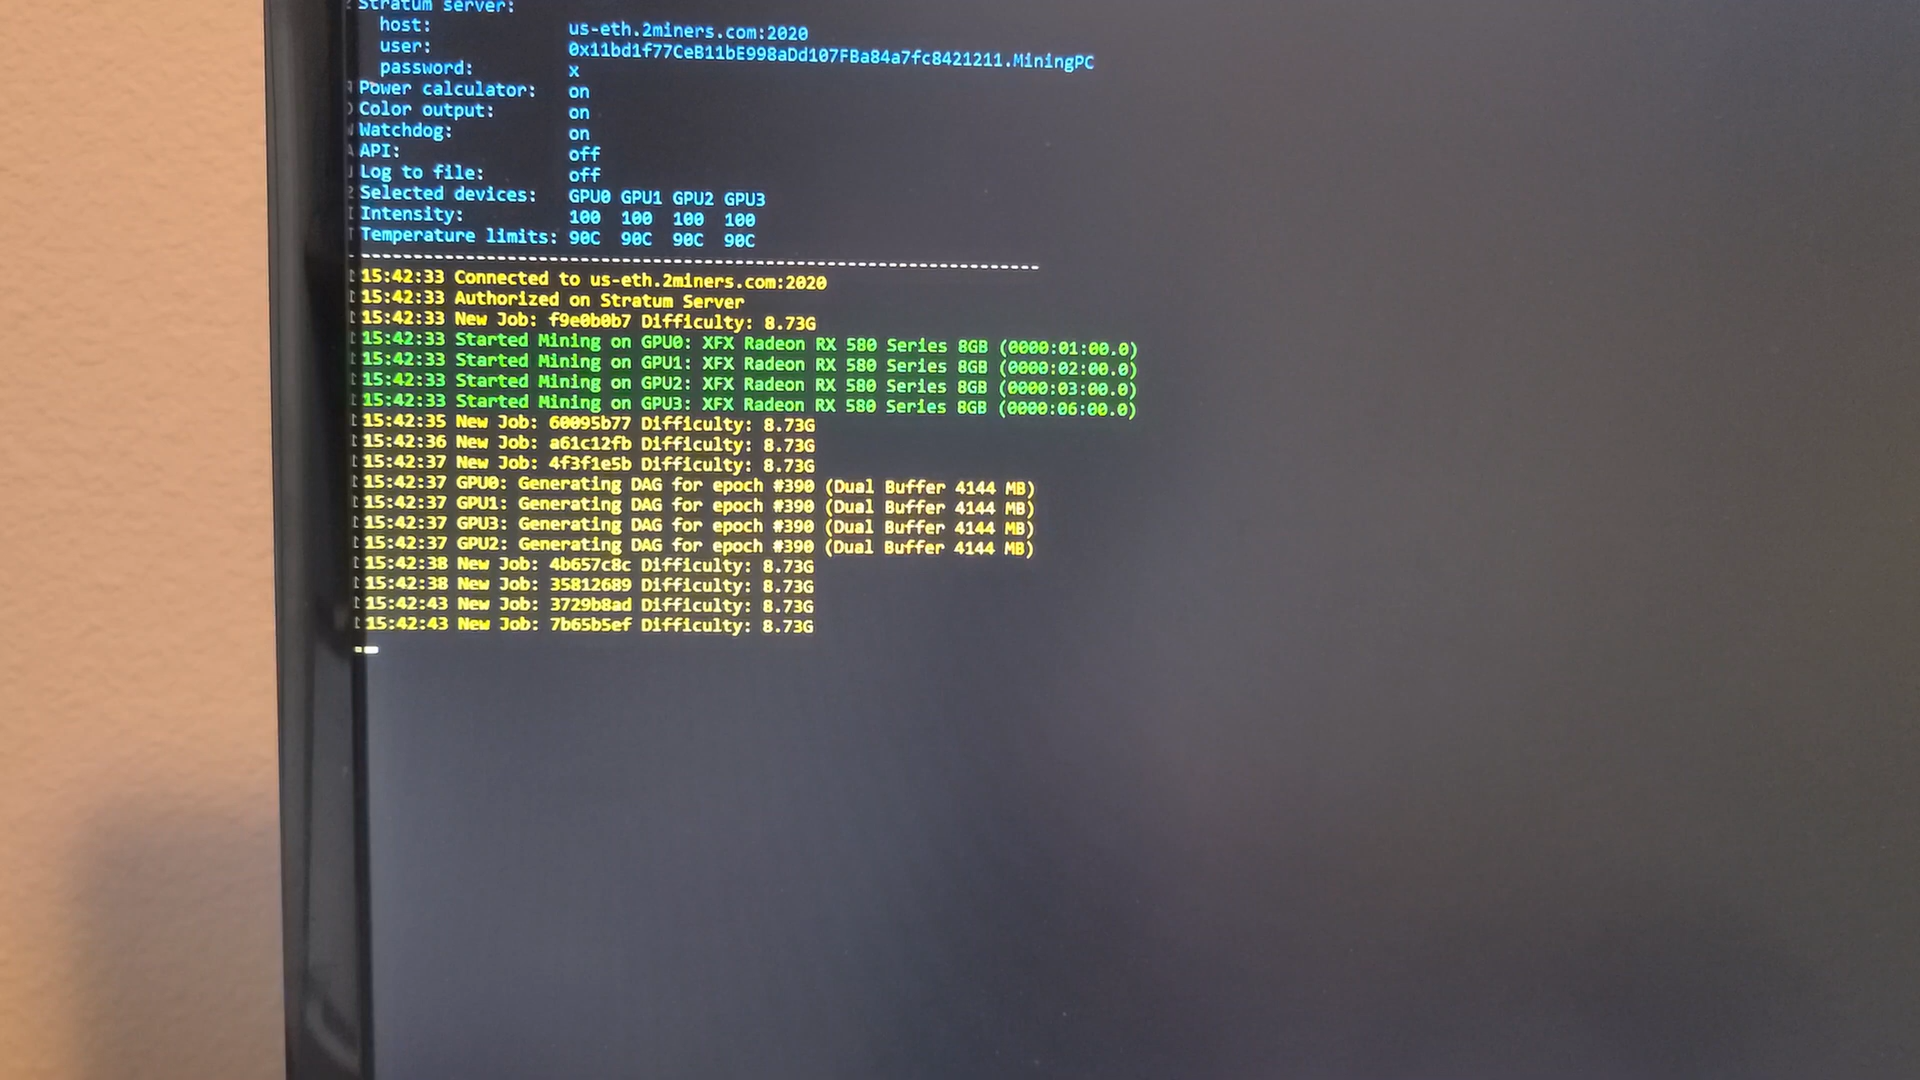 Stratum server:
host: us-eth.2miners.com:2020
user: 0x11bd1f77CeB11bE998aDd107FBa84a7fc8421211.MiningPC
password: x
Power calculator: on
Color output: on
Watchdog: on
API: off
Log to file: off
Selected devices: GPU0 GPU1 GPU2 GPU3
Intensity: 100 100 100 100
Temperature limits: 90C 90C 90C 90C
15:42:33 Connected to us-eth.2miners.com:2020
15:42:33 Authorized on Stratum Server
15:42:33 New Job: f9e0b0b7 Difficulty: 8.73G
15:42:33 Started Mining on GPU0: XFX Radeon RX 580 Series 8GB (0000:01:00.0)
15:42:33 Started Mining on GPU1: XFX Radeon RX 580 Series 8GB (0000:02:00.0)
15:42:33 Started Mining on GPU2: XFX Radeon RX 580 Series 8GB (0000:03:00.0)
15:42:33 Started Mining on GPU3: XFX Radeon RX 580 Series 8GB (0000:06:00.0)
15:42:35 New Job: 60095b77 Difficulty: 8.73G
15:42:36 New Job: a61c12fb Difficulty: 8.73G
15:42:37 New Job: 4f3f1e5b Difficulty: 8.73G
15:42:37 GPU0: Generating DAG for epoch #390 (Dual Buffer 4144 MB)
15:42:37 GPU1: Generating DAG for epoch #390 (Dual Buffer 4144 MB)
15:42:37 GPU3: Generating DAG for epoch #390 (Dual Buffer 4144 MB)
15:42:37 GPU2: Generating DAG for epoch #390 (Dual Buffer 4144 MB)
15:42:38 New Job: 4b657c8c Difficulty: 8.73G
15:42:38 New Job: 35812689 Difficulty: 8.73G
15:42:43 New Job: 3729b8ad Difficulty: 8.73G
15:42:43 New Job: 7b65b5ef Difficulty: 8.73G